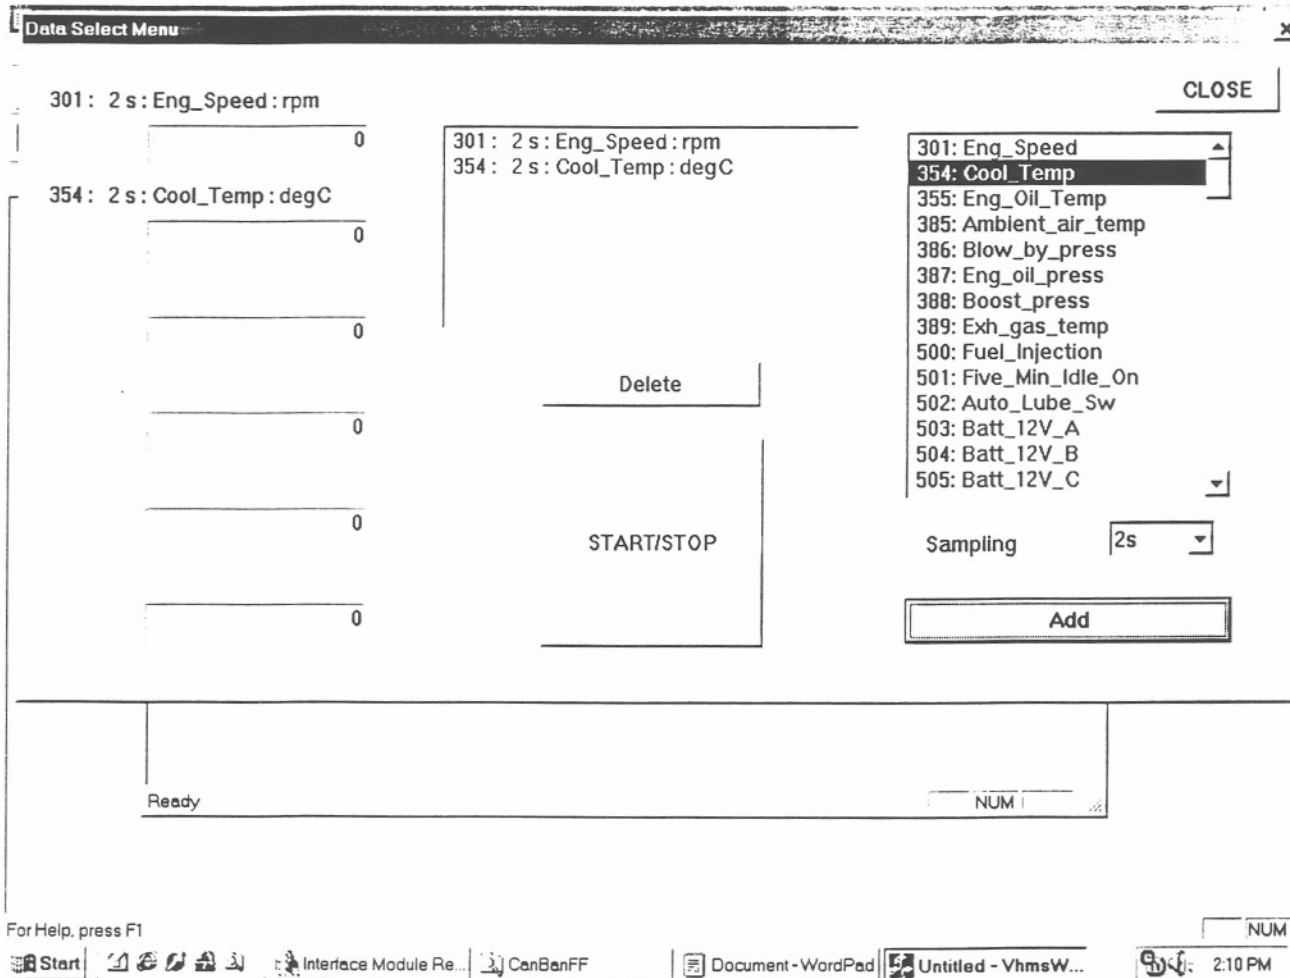 Data Select Menu
CLOSE
301: 2 s: Eng_Speed: rpm
0
354: 2 s: Cool_Temp: degC
0
0
0
0
0
301: 2 s: Eng_Speed: rpm
354: 2 s: Cool_Temp: degC
Delete
START/STOP
301: Eng_Speed
354: Cool_Temp
355: Eng_Oil_Temp
385: Ambient_air_temp
386: Blow_by_press
387: Eng_oil_press
388: Boost_press
389: Exh_gas_temp
500: Fuel_Injection
501: Five_Min_Idle_On
502: Auto_Lube_Sw
503: Batt_12V_A
504: Batt_12V_B
505: Batt_12V_C
Sampling 2s
Add
Ready NUM
For Help, press F1 NUM
Start Interface Module Re... CanBanFF Document - WordPad Untitled - VhmsW... 2:10 PM